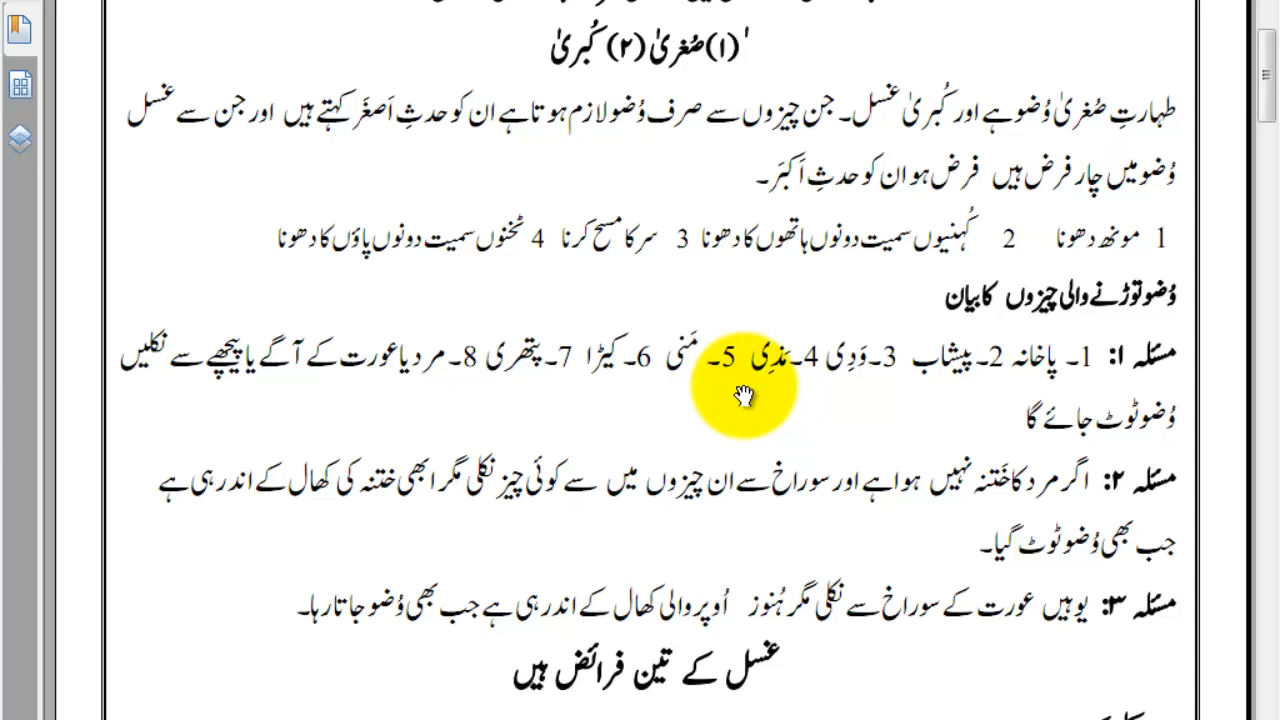 (۱) صُغریٰ (۲) کُبریٰ
طہارتِ صُغریٰ وُضو ہے اور کُبریٰ غسل۔ جن چیزوں سے صرف وُضو لازم ہوتا ہے ان کو حدثِ اَصغَر کہتے ہیں اور جن سے غسل
وُضو میں چار فرض ہیں فرض ہو ان کو حدثِ اَکبَر۔
1 مونھ دھونا 2 کُہنیوں سمیت دونوں ہاتھوں کا دھونا 3 سر کا مسح کرنا 4 ٹخنوں سمیت دونوں پاؤں کا دھونا
وُضو توڑنے والی چیزوں کا بیان
مسئلہ ۱: 1۔ پاخانہ 2۔ پیشاب 3۔ وَدِی 4۔ مَذِی 5۔ مَنی 6۔ کیڑا 7۔ پتھری 8۔ مرد یا عورت کے آگے یا پیچھے سے نکلیں
وُضو ٹوٹ جائے گا
مسئلہ ۲: اگر مرد کا خَتنہ نہیں ہوا ہے اور سوراخ سے ان چیزوں میں سے کوئی چیز نکلی مگر ابھی ختنہ کی کھال کے اندر رہی ہے
جب بھی وُضو ٹوٹ گیا۔
مسئلہ ۳: یوہیں عورت کے سوراخ سے نکلی مگر ہُنوز اُوپر والی کھال کے اندر رہی ہے جب بھی وُضو جاتا رہا۔
غسل کے تین فرائض ہیں